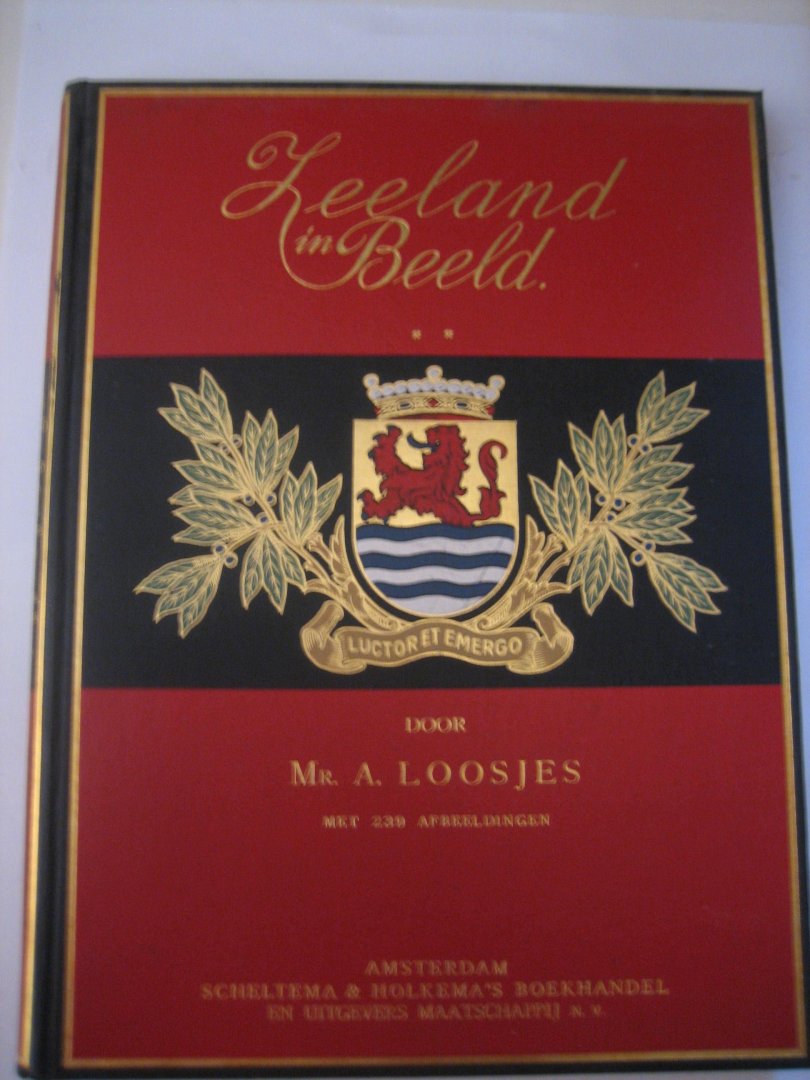 Zeeland
in Beeld.
* *
LUCTOR ET EMERGO
DOOR
MR. A. LOOSJES
MET 239 AFBEELDINGEN
AMSTERDAM
SCHELTEMA & HOLKEMA'S BOEKHANDEL
EN UITGEVERS MAATSCHAPPIJ N. V.